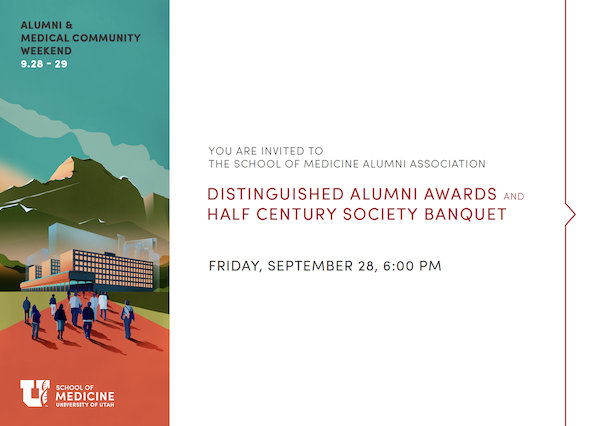 ALUMNI &
MEDICAL COMMUNITY
WEEKEND
9.28 - 29
YOU ARE INVITED TO
THE SCHOOL OF MEDICINE ALUMNI ASSOCIATION
DISTINGUISHED ALUMNI AWARDS AND
HALF CENTURY SOCIETY BANQUET
FRIDAY, SEPTEMBER 28, 6:00 PM
U
SCHOOL OF
MEDICINE
UNIVERSITY OF UTAH